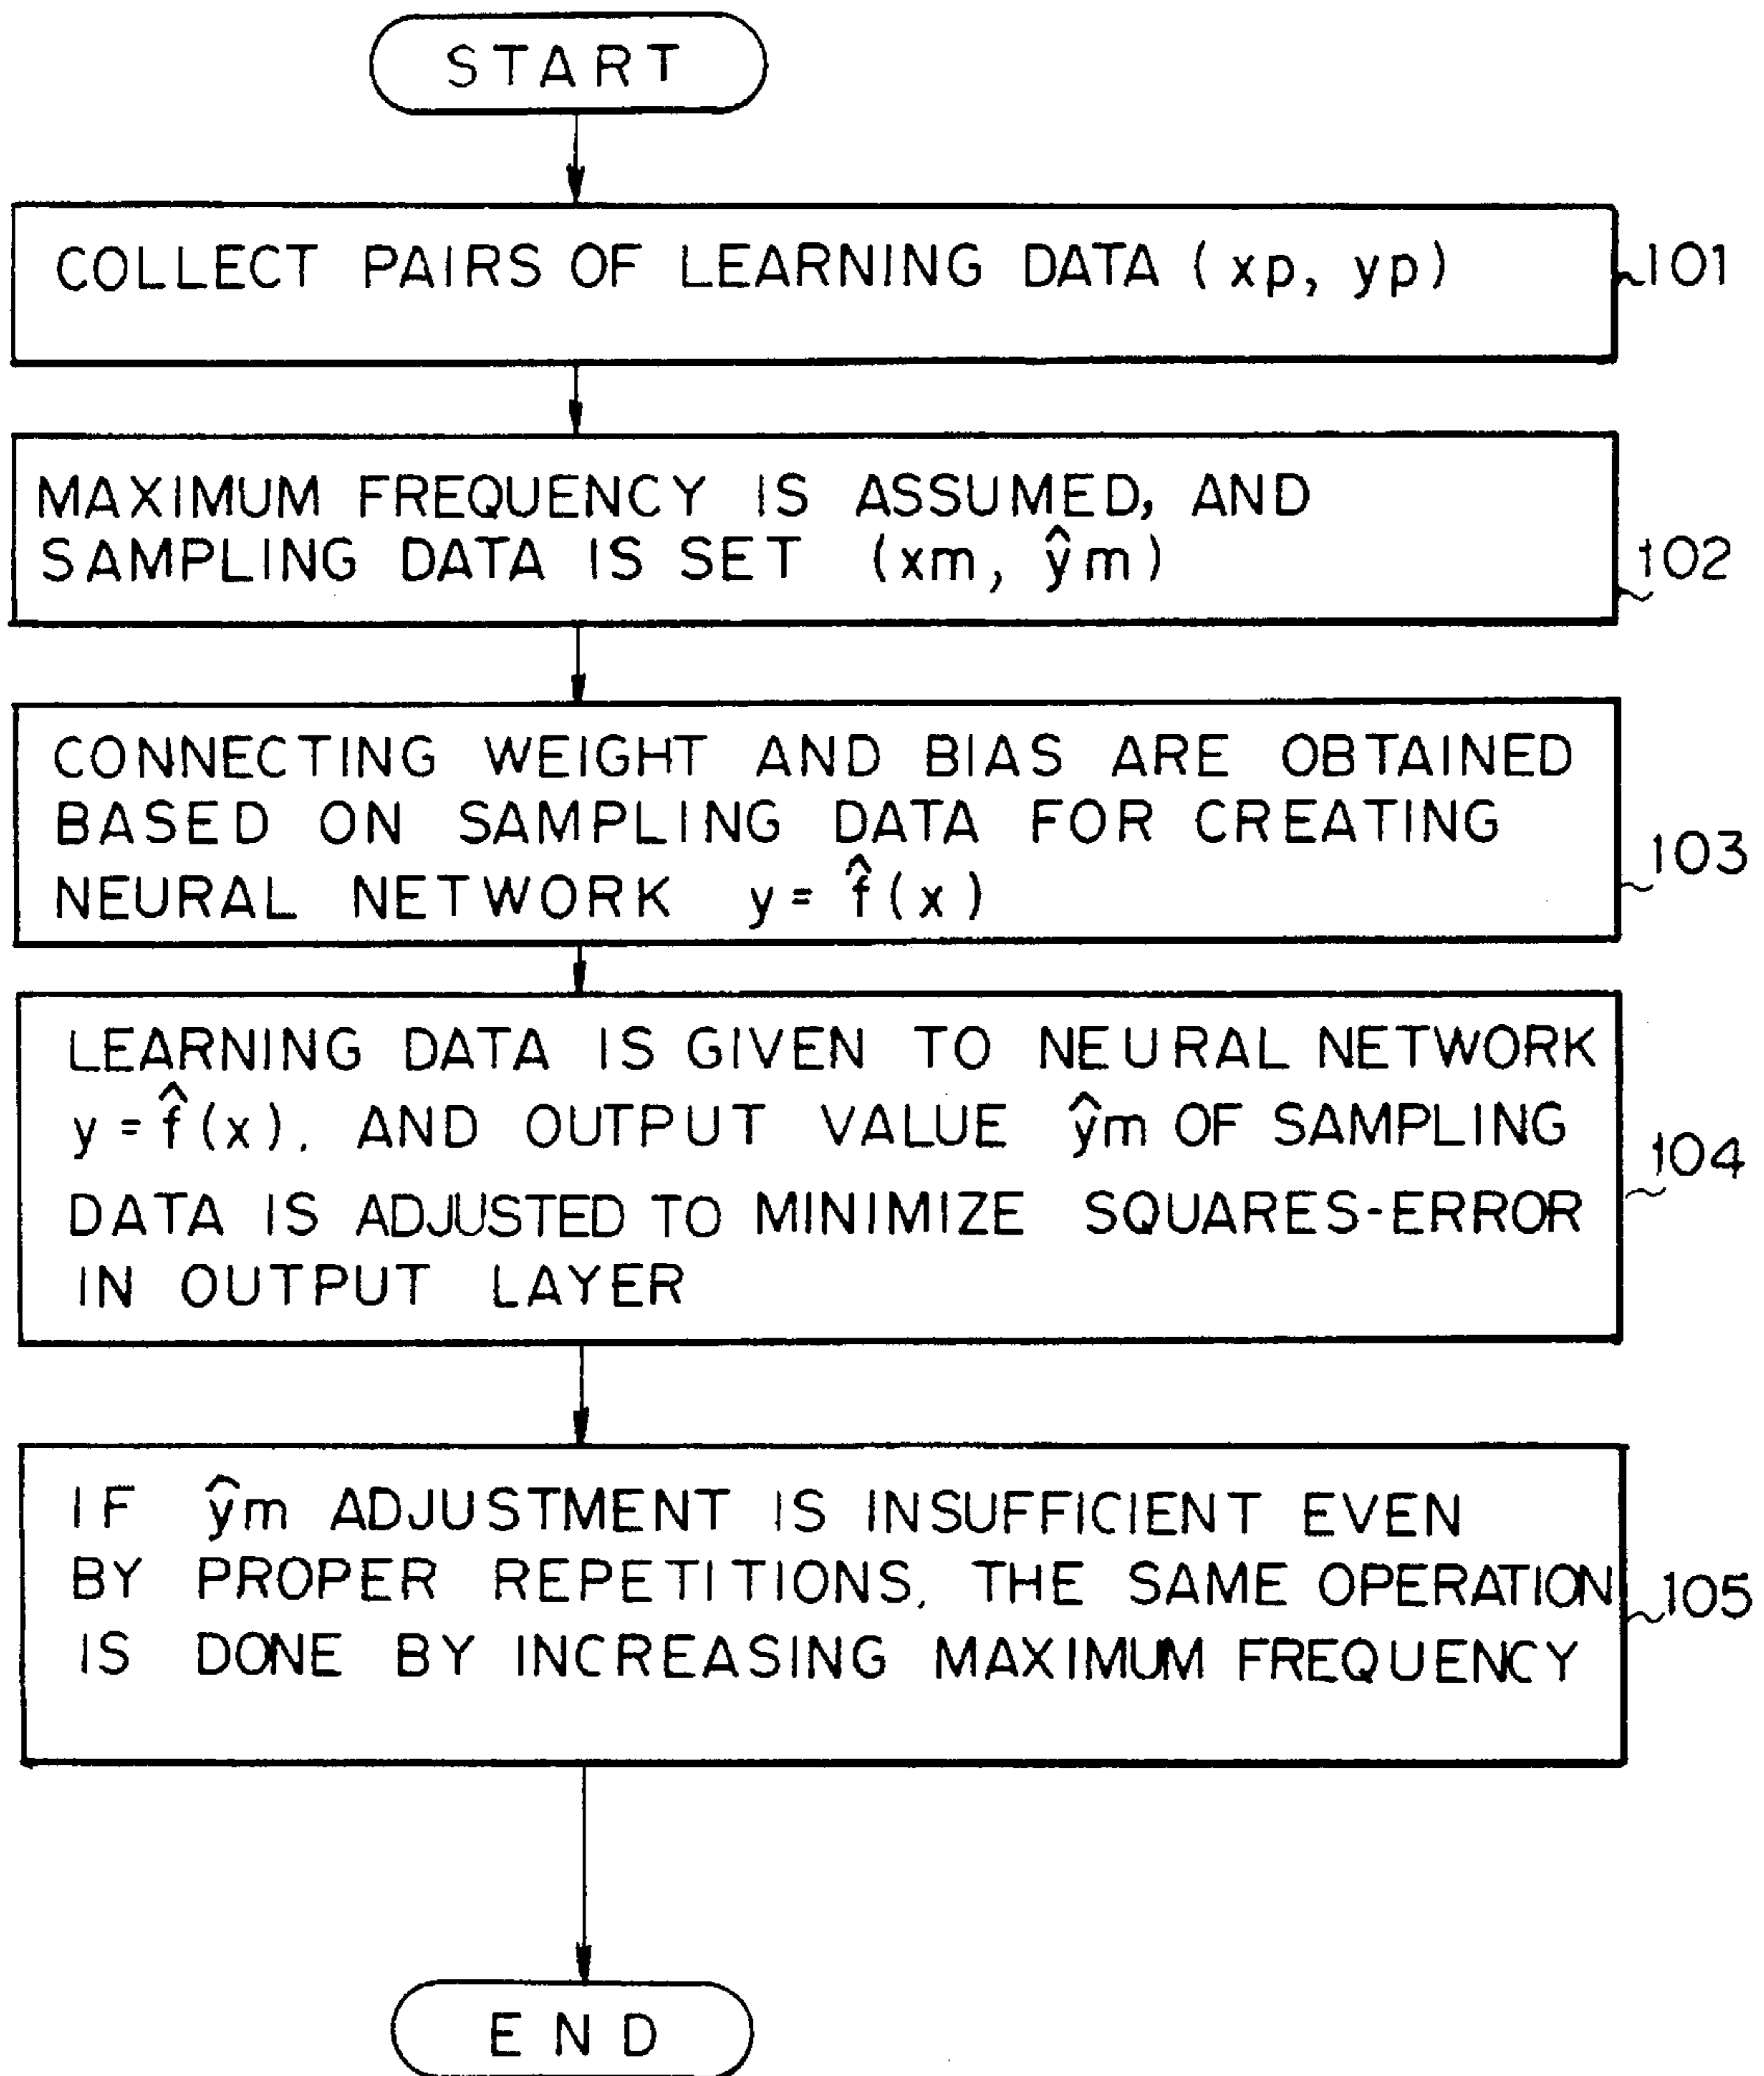 START
COLLECT PAIRS OF LEARNING DATA (xp, yp)
101
MAXIMUM FREQUENCY IS ASSUMED, AND
SAMPLING DATA IS SET (xm, ŷm)
102
CONNECTING WEIGHT AND BIAS ARE OBTAINED
BASED ON SAMPLING DATA FOR CREATING
NEURAL NETWORK y = f̂(x)
103
LEARNING DATA IS GIVEN TO NEURAL NETWORK
y = f̂(x). AND OUTPUT VALUE ŷm OF SAMPLING
DATA IS ADJUSTED TO MINIMIZE SQUARES-ERROR
IN OUTPUT LAYER
104
IF ŷm ADJUSTMENT IS INSUFFICIENT EVEN
BY PROPER REPETITIONS, THE SAME OPERATION
IS DONE BY INCREASING MAXIMUM FREQUENCY
105
END